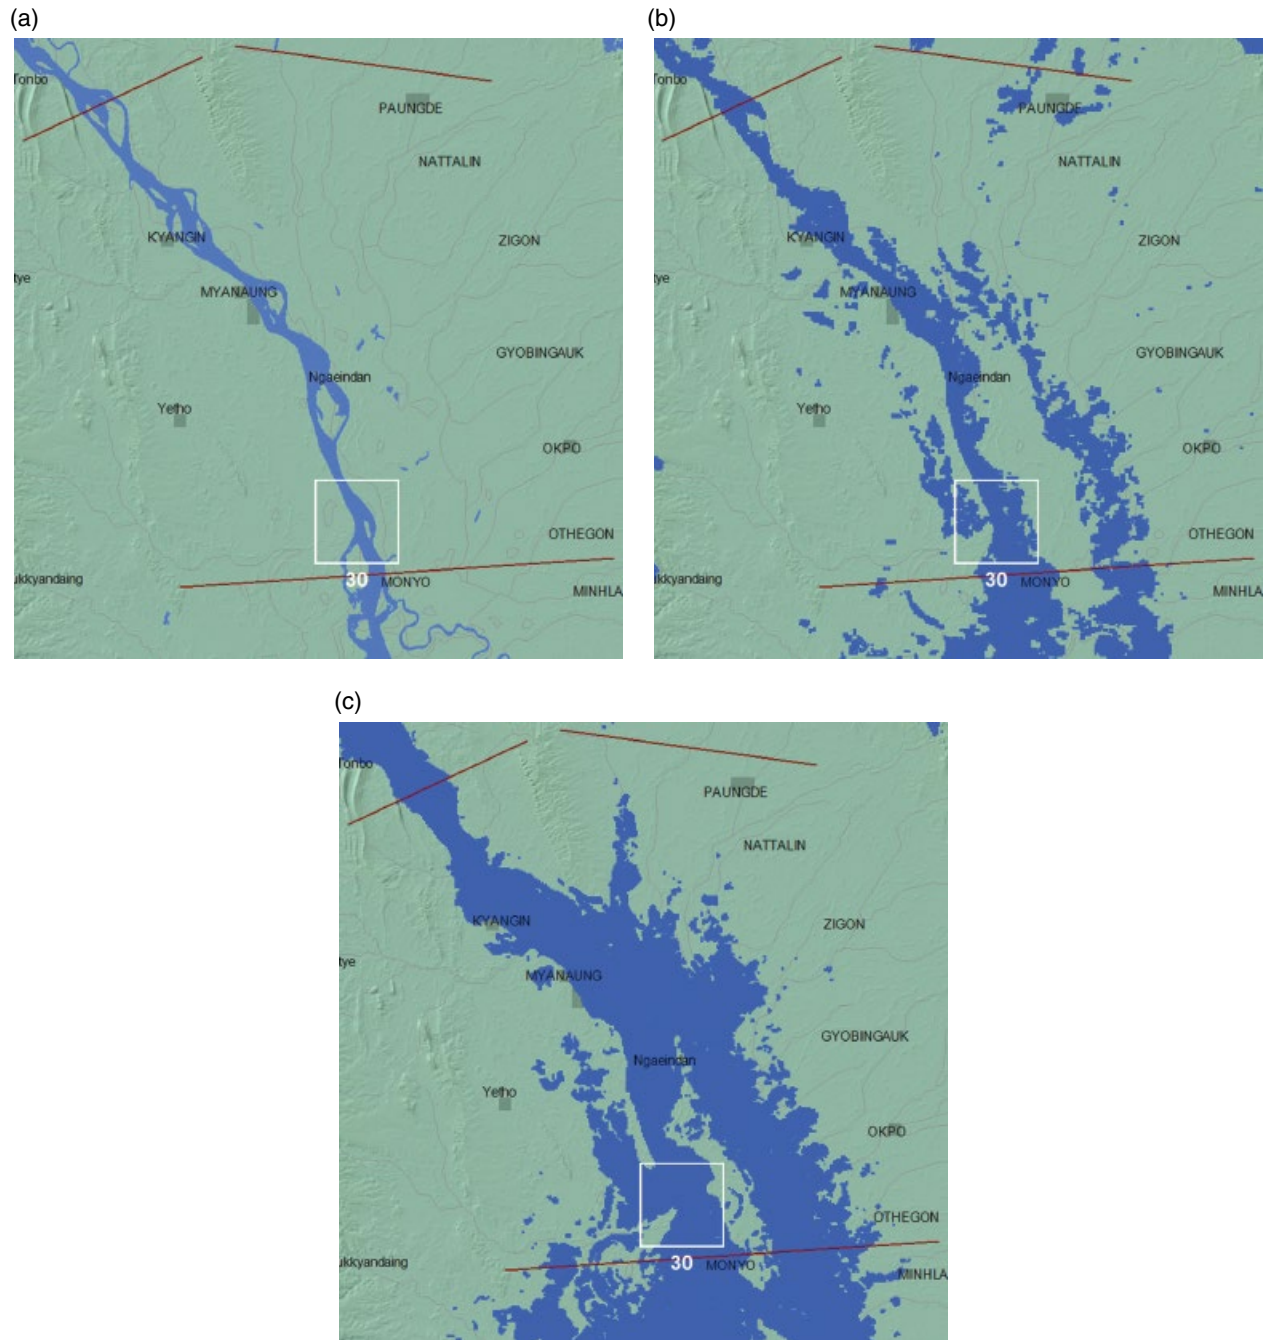 (a)
Tonbo
PAUNGDE
NATTALIN
KYANGIN
ZIGON
tye
MYANAUNG
GYOBINGAUK
Ngaeindan
Yetho
OKPO
OTHEGON
ukkyandaing
30
MONYO
MINHLA
(b)
Tonbo
PAUNGDE
NATTALIN
KYANGIN
ZIGON
tye
MYANAUNG
GYOBINGAUK
Ngaeindan
Yetho
OKPO
OTHEGON
ikkyandaing
30
MONYO
MINHLA
(c)
Tonbo
PAUNGDE
NATTALIN
KYANGIN
ZIGON
tye
MYANAUNG
GYOBINGAUK
Ngaeindan
Yetho
OKPO
OTHEGON
ukkyandaing
30
MONYO
MINHLA